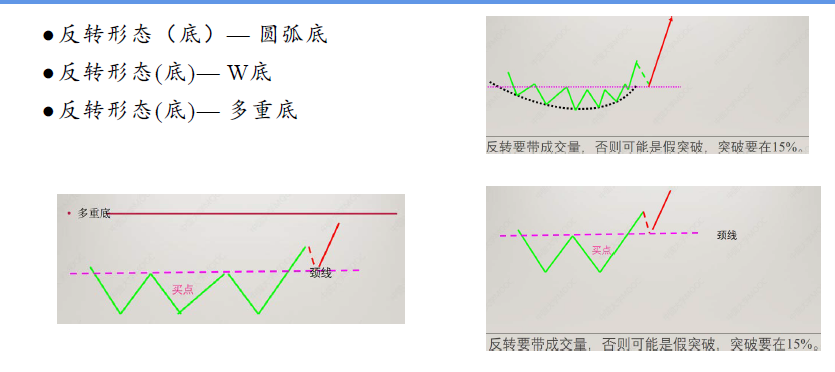 ●反转形态（底）— 圆弧底
●反转形态(底)— W底
●反转形态(底)— 多重底
反转要带成交量，否则可能是假突破，突破要在15%。
• 多重底
颈线
买点
颈线
买点
反转要带成交量，否则可能是假突破，突破要在15%。